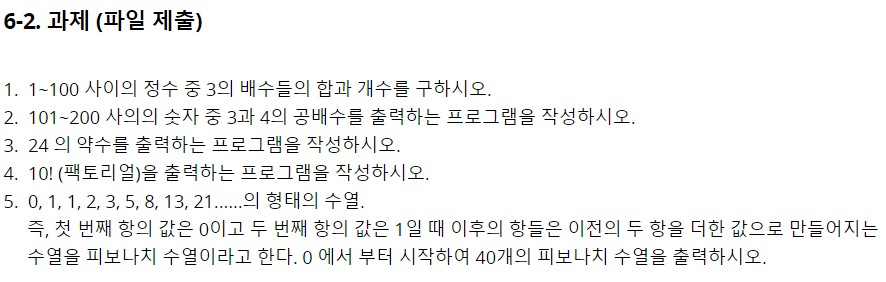 6-2. 과제 (파일 제출)
1. 1~100 사이의 정수 중 3의 배수들의 합과 개수를 구하시오.
2. 101~200 사의의 숫자 중 3과 4의 공배수를 출력하는 프로그램을 작성하시오.
3. 24 의 약수를 출력하는 프로그램을 작성하시오.
4. 10! (팩토리얼)을 출력하는 프로그램을 작성하시오.
5. 0, 1, 1, 2, 3, 5, 8, 13, 21......의 형태의 수열.
즉, 첫 번째 항의 값은 0이고 두 번째 항의 값은 1일 때 이후의 항들은 이전의 두 항을 더한 값으로 만들어지는
수열을 피보나치 수열이라고 한다. 0 에서 부터 시작하여 40개의 피보나치 수열을 출력하시오.